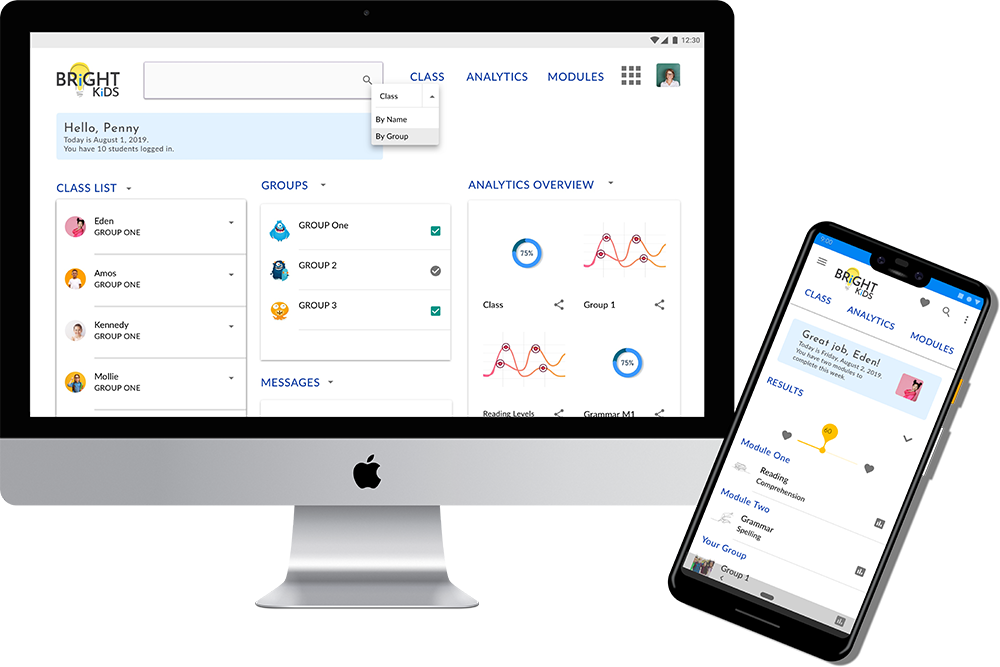 12:30
BRiGHT
KiDS
CLASS
ANALYTICS
MODULES
Class
By Name
By Group
Hello, Penny
Today is August 1, 2019.
You have 10 students logged in.
CLASS LIST
Eden
GROUP ONE
Amos
GROUP ONE
Kennedy
GROUP ONE
Mollie
GROUP ONE
GROUPS
GROUP One
GROUP 2
GROUP 3
MESSAGES
ANALYTICS OVERVIEW
75%
Class
Group 1
75%
Reading Levels
Grammar M1
9:00
BRiGHT
KiDS
CLASS
ANALYTICS
MODULES
Great job, Eden!
Today is Friday, August 2, 2019.
You have two modules to
complete this week.
RESULTS
60
Module One
Reading
Comprehension
Module Two
Grammar
Spelling
Your Group
Group 1